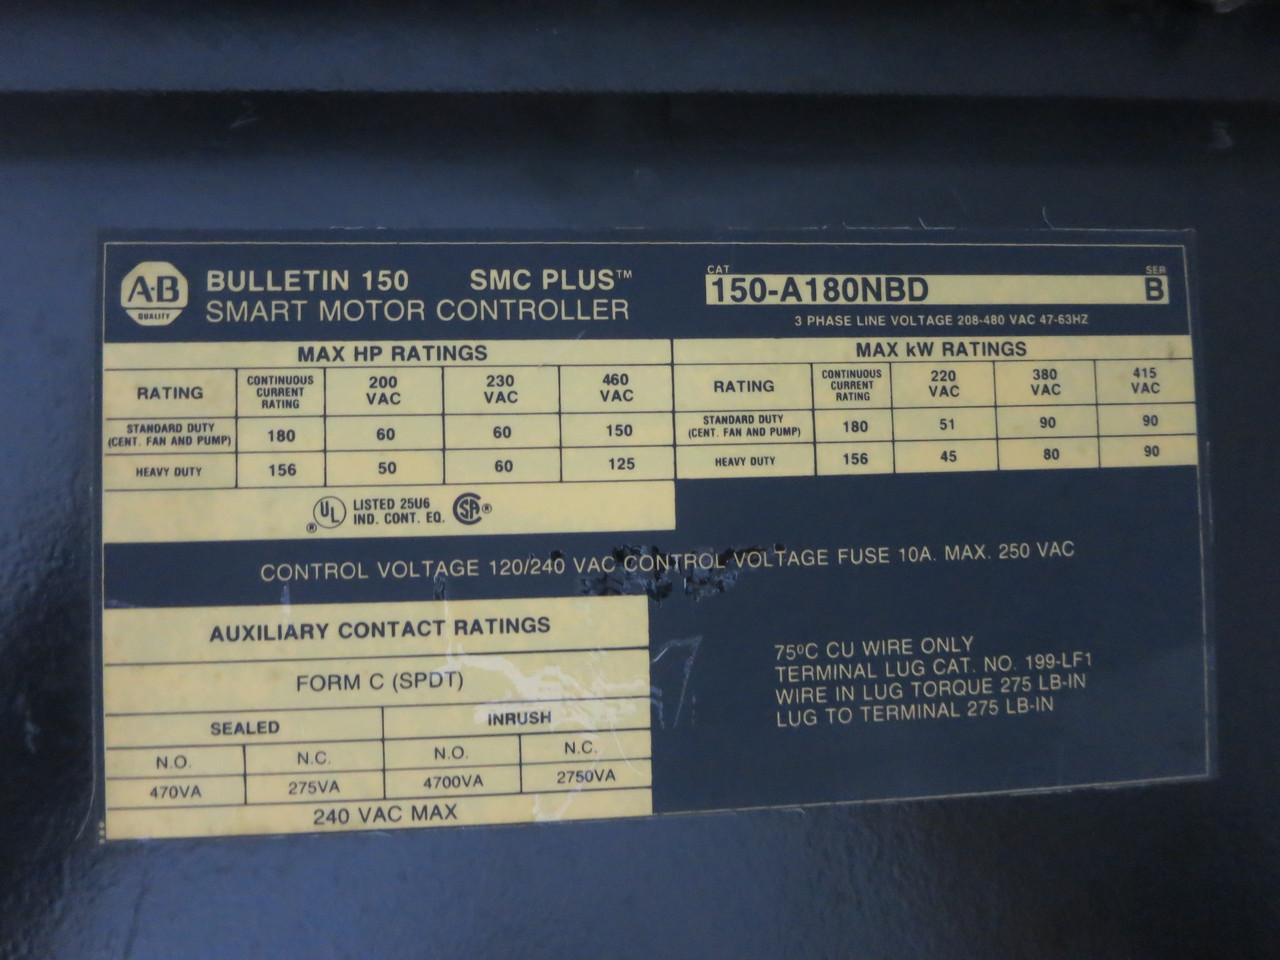 A·B
QUALITY
BULLETIN 150 SMC PLUS™
SMART MOTOR CONTROLLER
CAT SER
150-A180NBD B
3 PHASE LINE VOLTAGE 208-480 VAC 47-63HZ
MAX HP RATINGS
RATING CONTINUOUS CURRENT RATING 200 VAC 230 VAC 460 VAC
STANDARD DUTY (CENT. FAN AND PUMP) 180 60 60 150
HEAVY DUTY 156 50 60 125
MAX kW RATINGS
RATING CONTINUOUS CURRENT RATING 220 VAC 380 VAC 415 VAC
STANDARD DUTY (CENT. FAN AND PUMP) 180 51 90 90
HEAVY DUTY 156 45 80 90
UL® LISTED 25U6
IND. CONT. EQ. SA®
CONTROL VOLTAGE 120/240 VAC CONTROL VOLTAGE FUSE 10A. MAX. 250 VAC
AUXILIARY CONTACT RATINGS
FORM C (SPDT)
SEALED INRUSH
N.O. N.C. N.O. N.C.
470VA 275VA 4700VA 2750VA
240 VAC MAX
75ºC CU WIRE ONLY
TERMINAL LUG CAT. NO. 199-LF1
WIRE IN LUG TORQUE 275 LB-IN
LUG TO TERMINAL 275 LB-IN